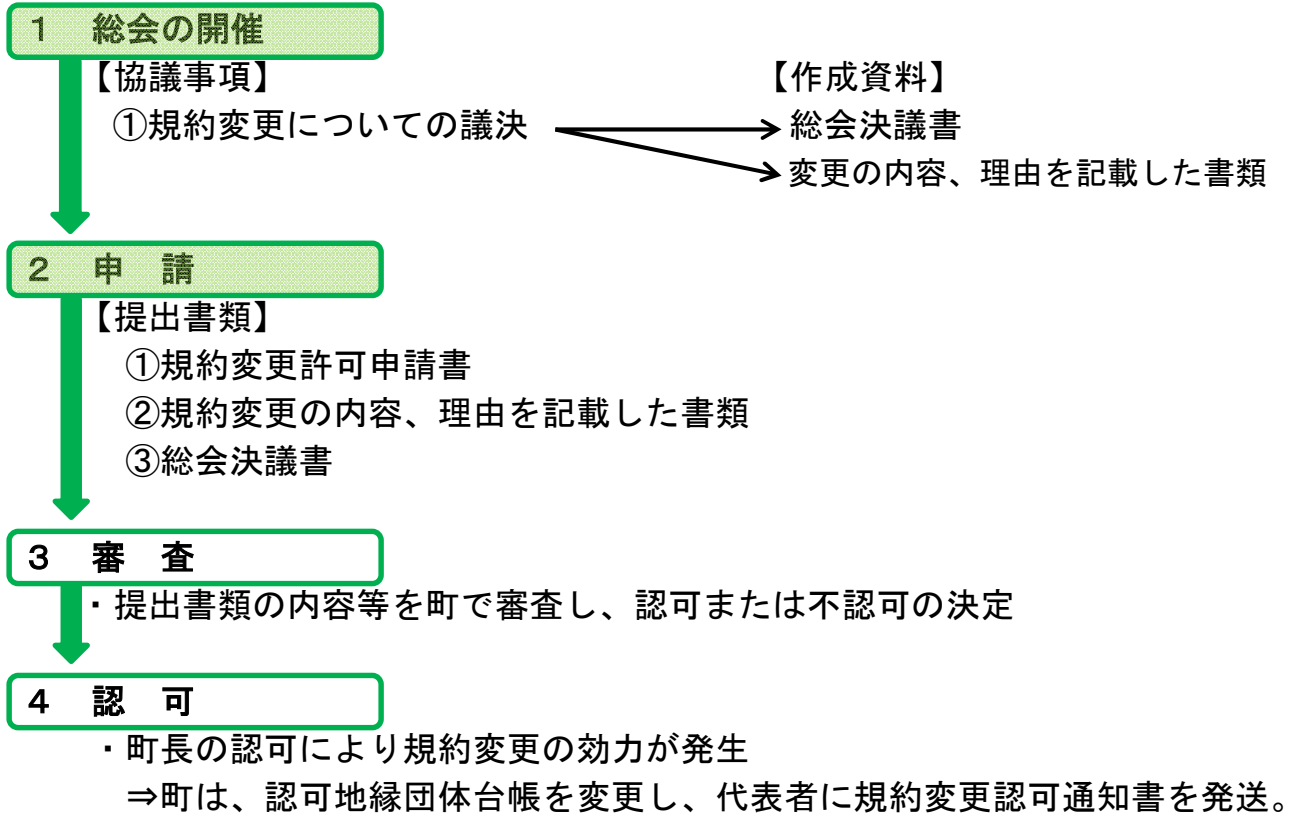 １　総会の開催
【協議事項】　【作成資料】
①規約変更についての議決　総会決議書
変更の内容、理由を記載した書類
２　申　請
【提出書類】
①規約変更許可申請書
②規約変更の内容、理由を記載した書類
③総会決議書
３　審　査
・提出書類の内容等を町で審査し、認可または不認可の決定
４　認　可
・町長の認可により規約変更の効力が発生
⇒町は、認可地縁団体台帳を変更し、代表者に規約変更認可通知書を発送。